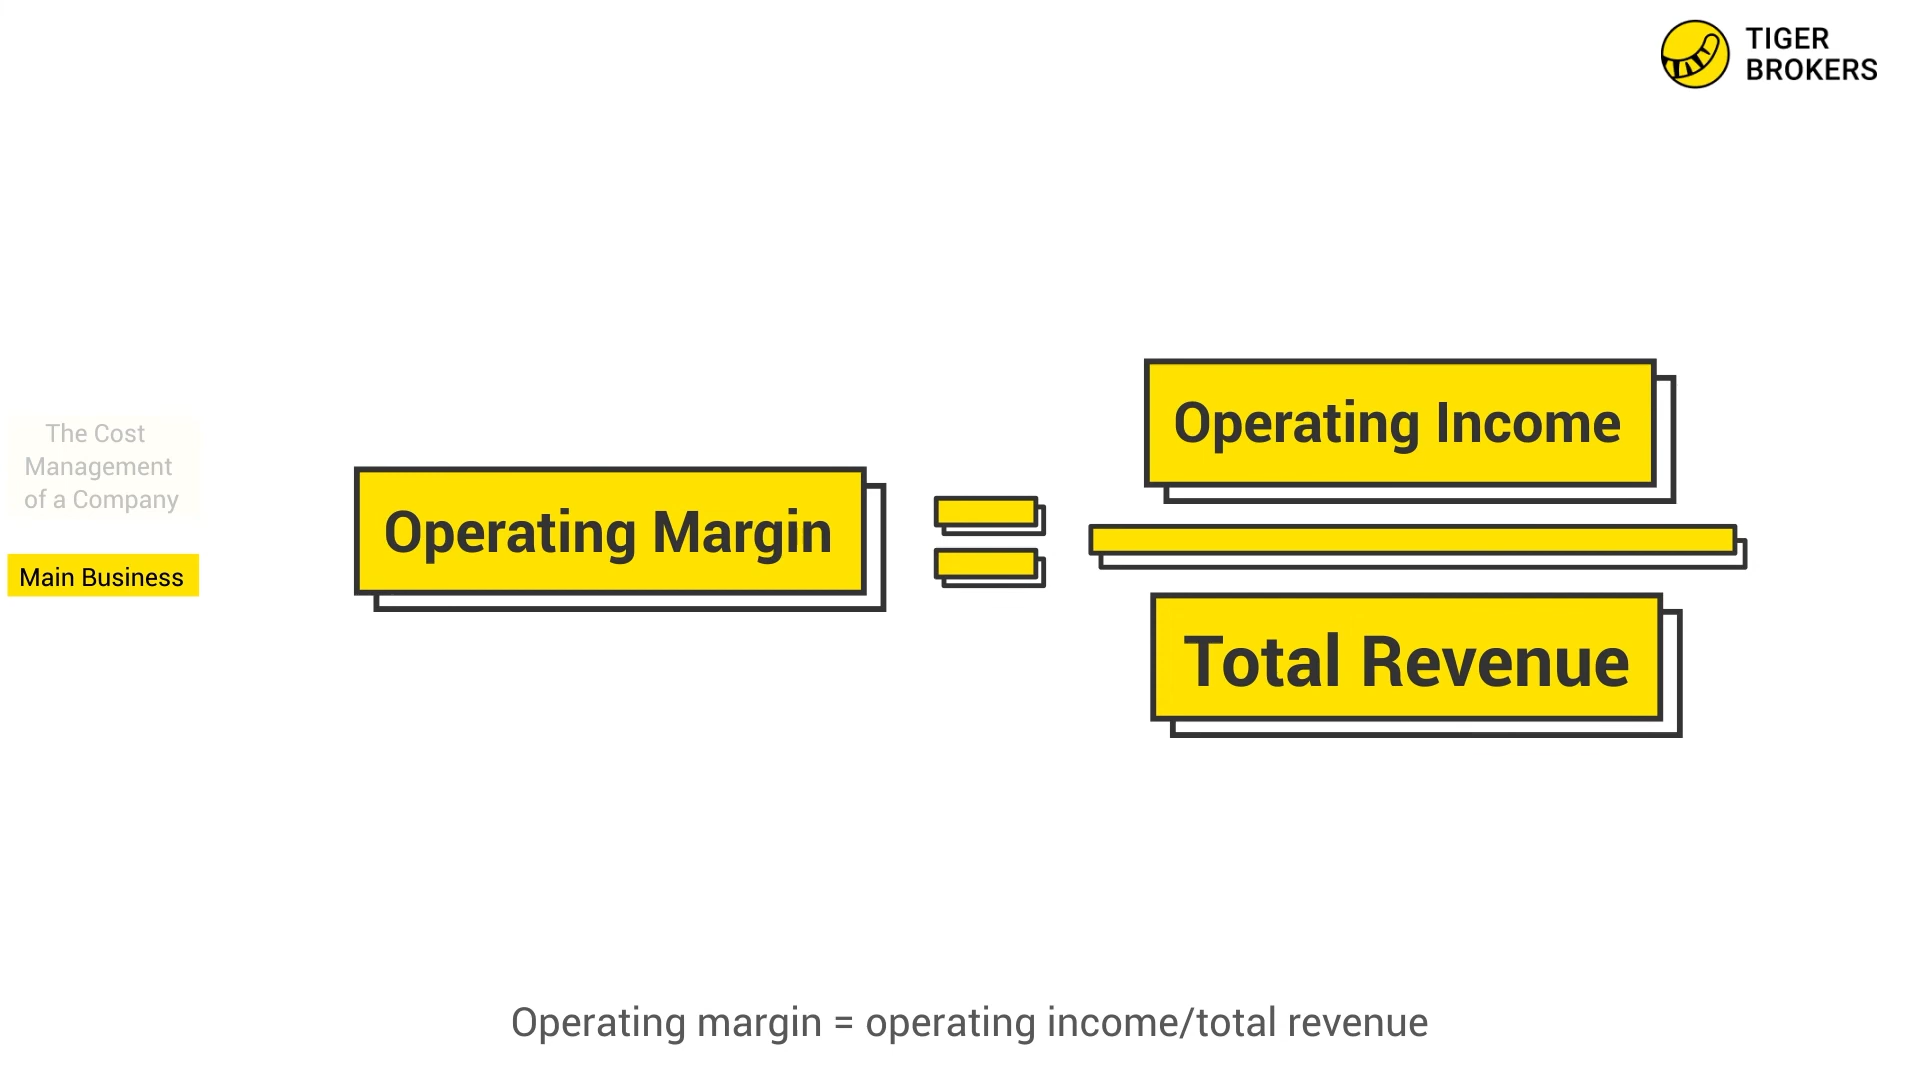 TIGER
BROKERS
The Cost
Management
of a Company
Main Business
Operating Margin
Operating Income
Total Revenue
Operating margin = operating income/total revenue